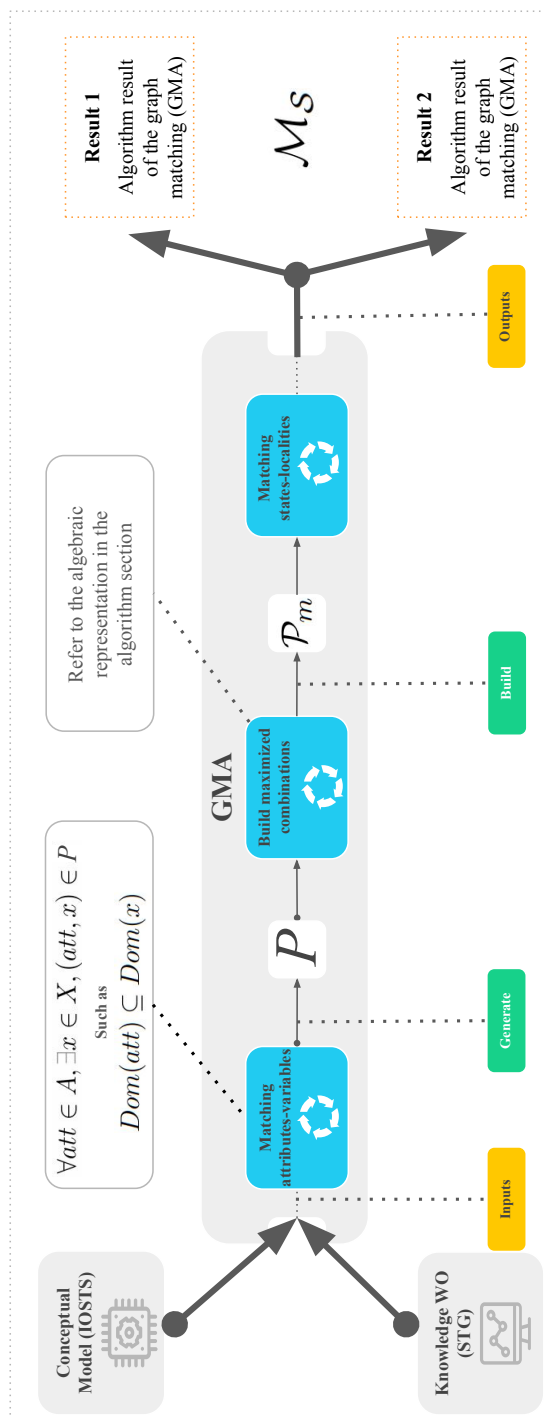 Conceptual
Model (IOSTS)
Knowledge WO
(STG)
Inputs
∀att ∈ A, ∃x ∈ X, (att, x) ∈ P
Such as
Dom(att) ⊆ Dom(x)
Matching
attributes-variables
Generate
P
GMA
Build maximized
combinations
Refer to the algebraic
representation in the
algorithm section
Build
𝒫ₘ
Matching
states-localities
Outputs
Result 1
Algorithm result
of the graph
matching (GMA)
ℳ_𝒮
Result 2
Algorithm result
of the graph
matching (GMA)